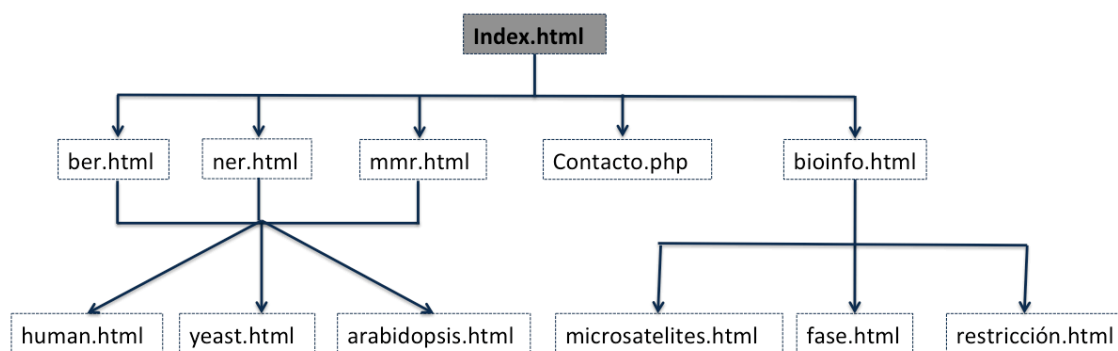 Index.html
ber.html
ner.html
mmr.html
Contacto.php
bioinfo.html
human.html
yeast.html
arabidopsis.html
microsatelites.html
fase.html
restricción.html